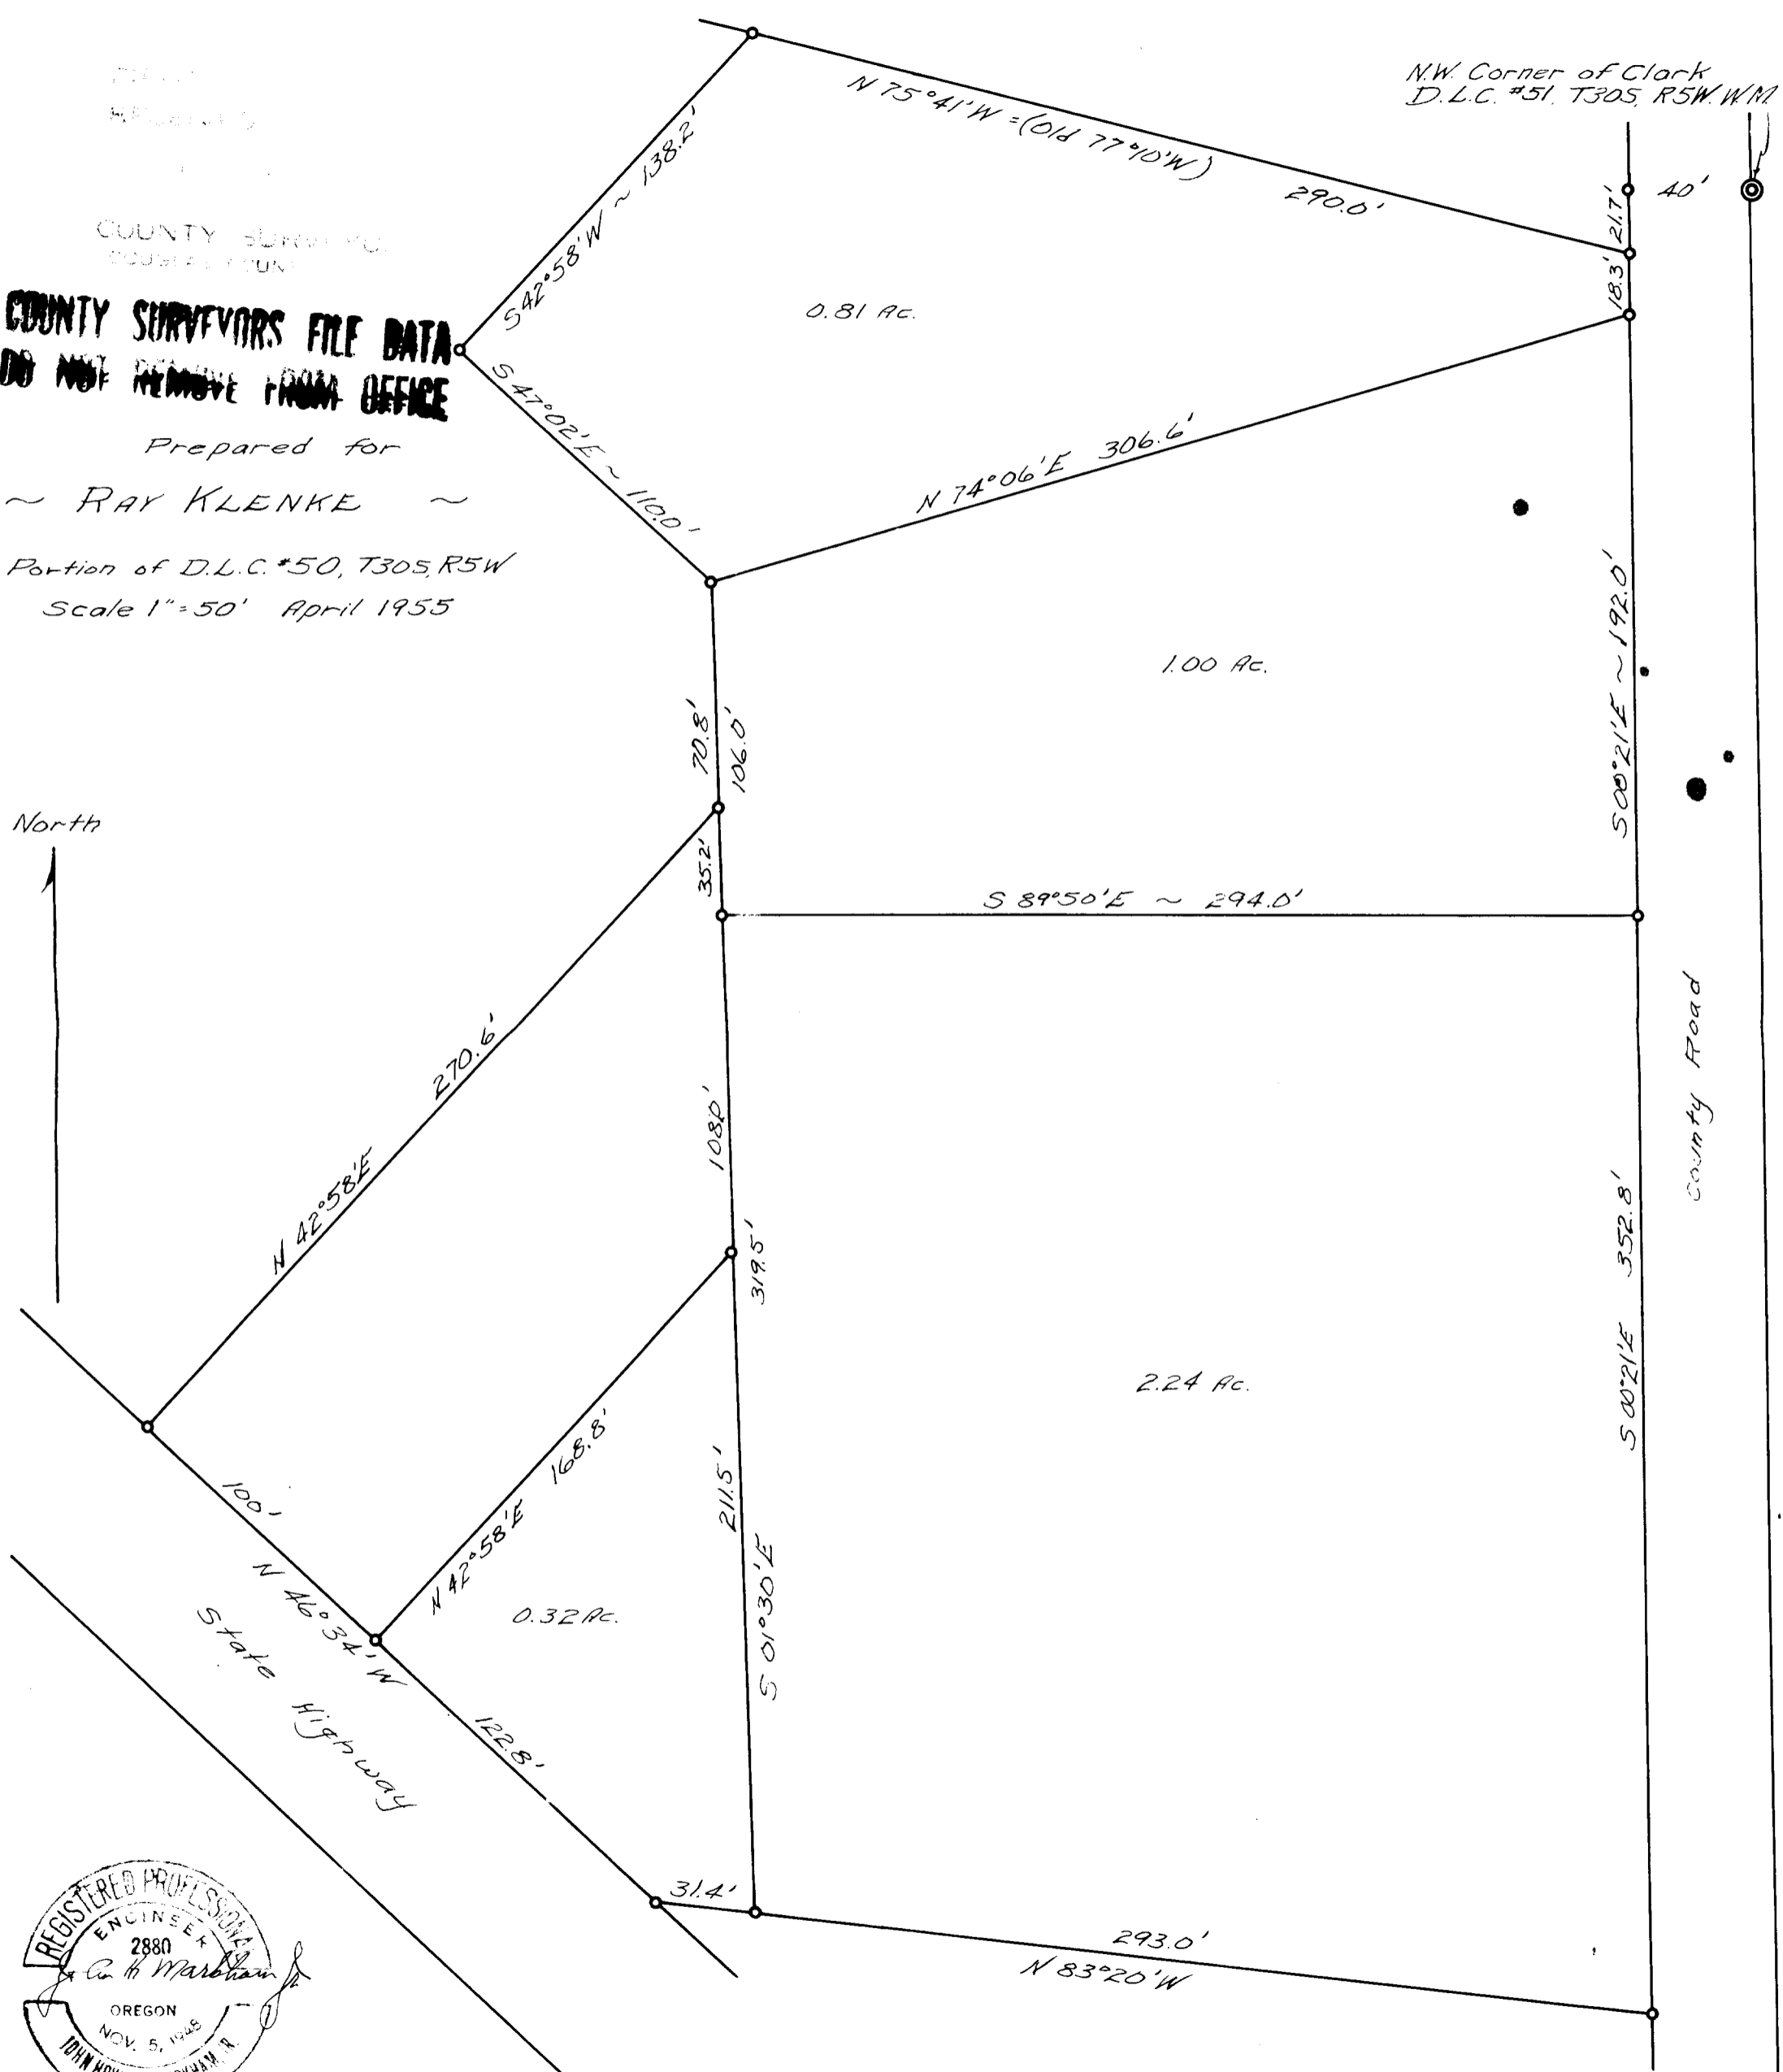 N.W. Corner of Clark
D.L.C. #51, T30S, R5W. W.M
N 75°41'W = (Old 77°10'W)
290.0'
21.7'
40'
18.3'
S 42°58'W ~ 138.2'
0.81 Ac.
COUNTY
COUNTY SURVEYORS FILE DATA
DO NOT REMOVE FROM OFFICE
S 47°02'E ~ 110.0'
N 74°06'E 306.6'
Prepared for
~ RAY KLENKE ~
Portion of D.L.C. #50, T30S, R5W
Scale 1"=50' April 1955
S 00°21'E ~ 192.0'
1.00 Ac.
70.8'
106.0'
North
35.2'
S 89°50'E ~ 294.0'
270.6'
N 42°58'E
108.0'
319.5'
County Road
S 00°21'E 352.8'
2.24 Ac.
N 42°58'E 168.8'
211.5'
S 01°30'E
100'
N 46°34'W
0.32 Ac.
State Highway
122.8'
31.4'
293.0'
N 83°20'W
REGISTERED PROFESSIONAL
ENGINEER
2880
OREGON
NOV. 5, 1948
JOHN